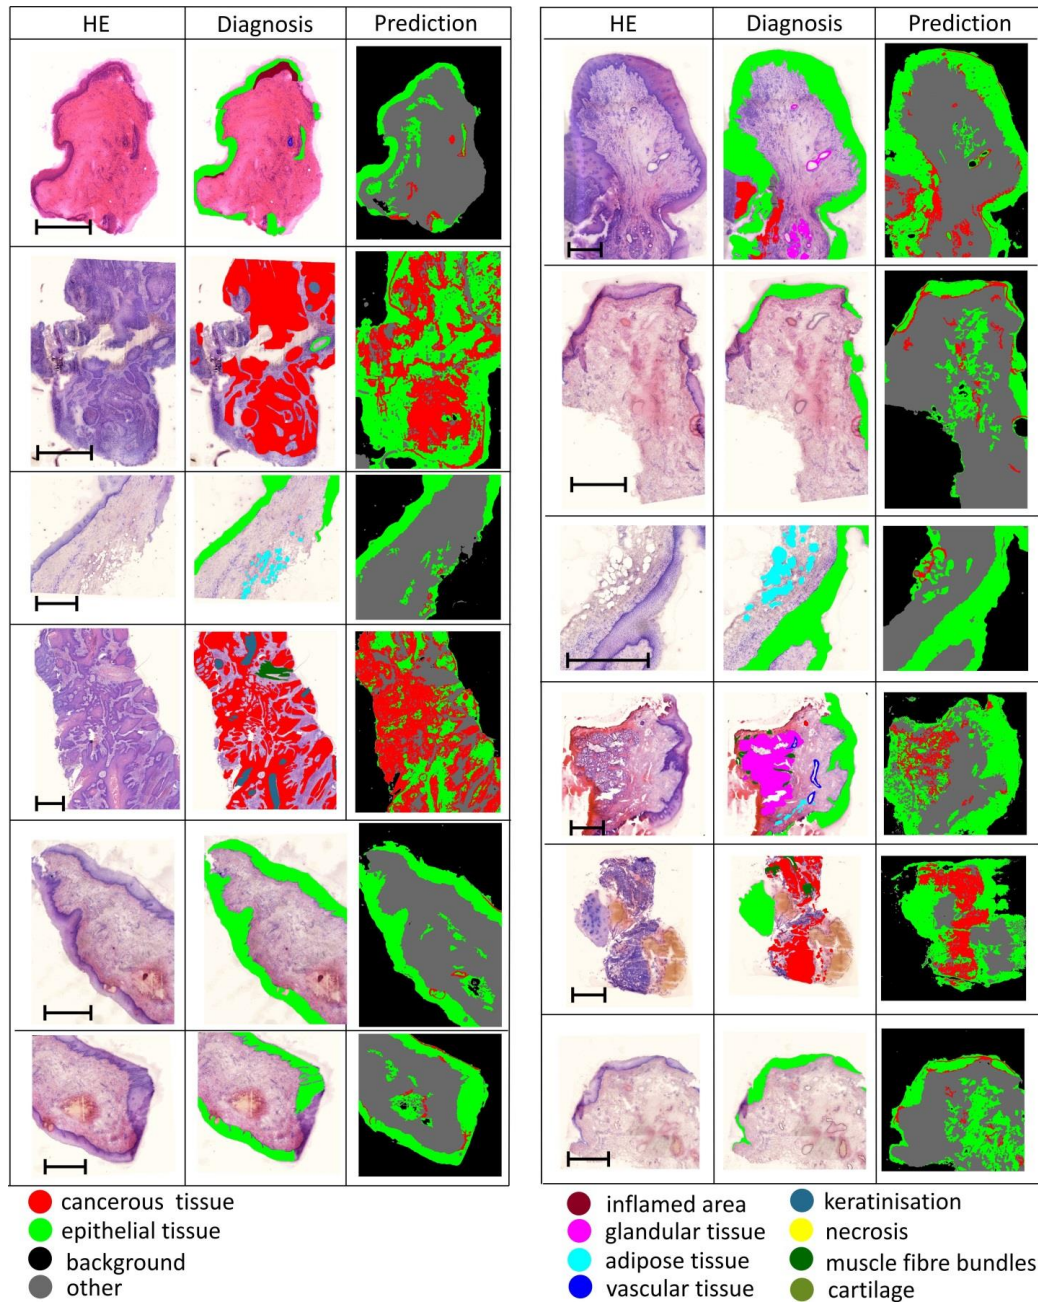 HE Diagnosis Prediction
HE Diagnosis Prediction
cancerous tissue
epithelial tissue
background
other
inflamed area
glandular tissue
adipose tissue
vascular tissue
keratinisation
necrosis
muscle fibre bundles
cartilage